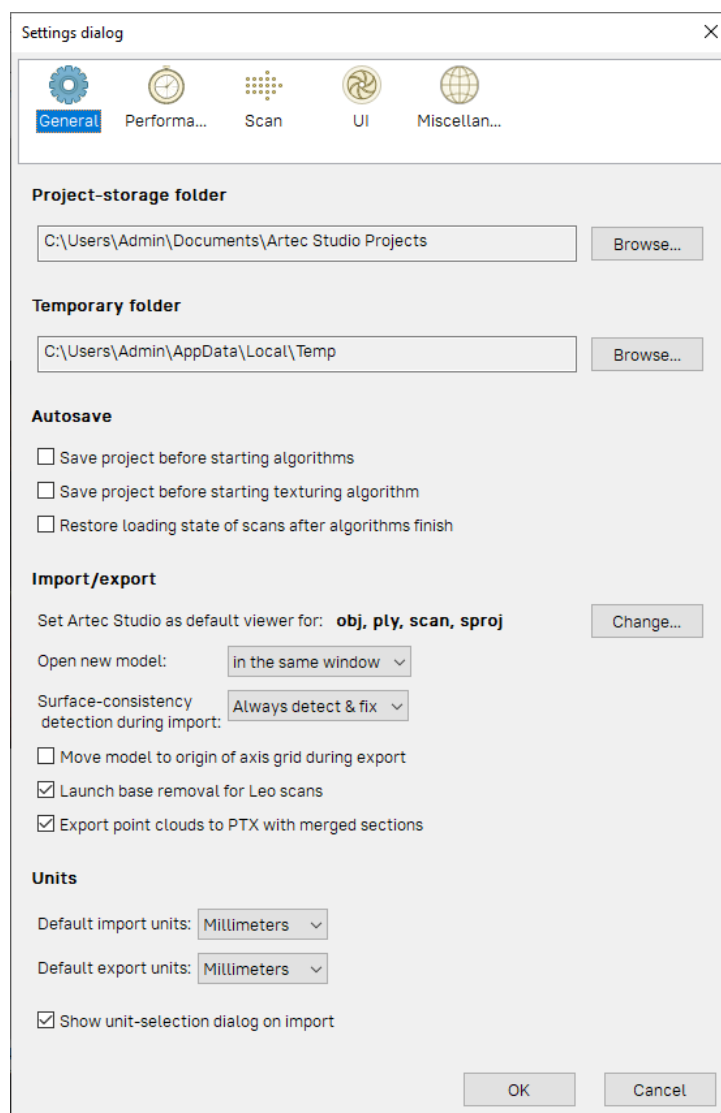 Settings dialog
General Performa... Scan UI Miscellan...
Project-storage folder
C:\Users\Admin\Documents\Artec Studio Projects Browse...
Temporary folder
C:\Users\Admin\AppData\Local\Temp Browse...
Autosave
Save project before starting algorithms
Save project before starting texturing algorithm
Restore loading state of scans after algorithms finish
Import/export
Set Artec Studio as default viewer for: obj, ply, scan, sproj Change...
Open new model: in the same window
Surface-consistency
detection during import: Always detect & fix
Move model to origin of axis grid during export
Launch base removal for Leo scans
Export point clouds to PTX with merged sections
Units
Default import units: Millimeters
Default export units: Millimeters
Show unit-selection dialog on import
OK Cancel